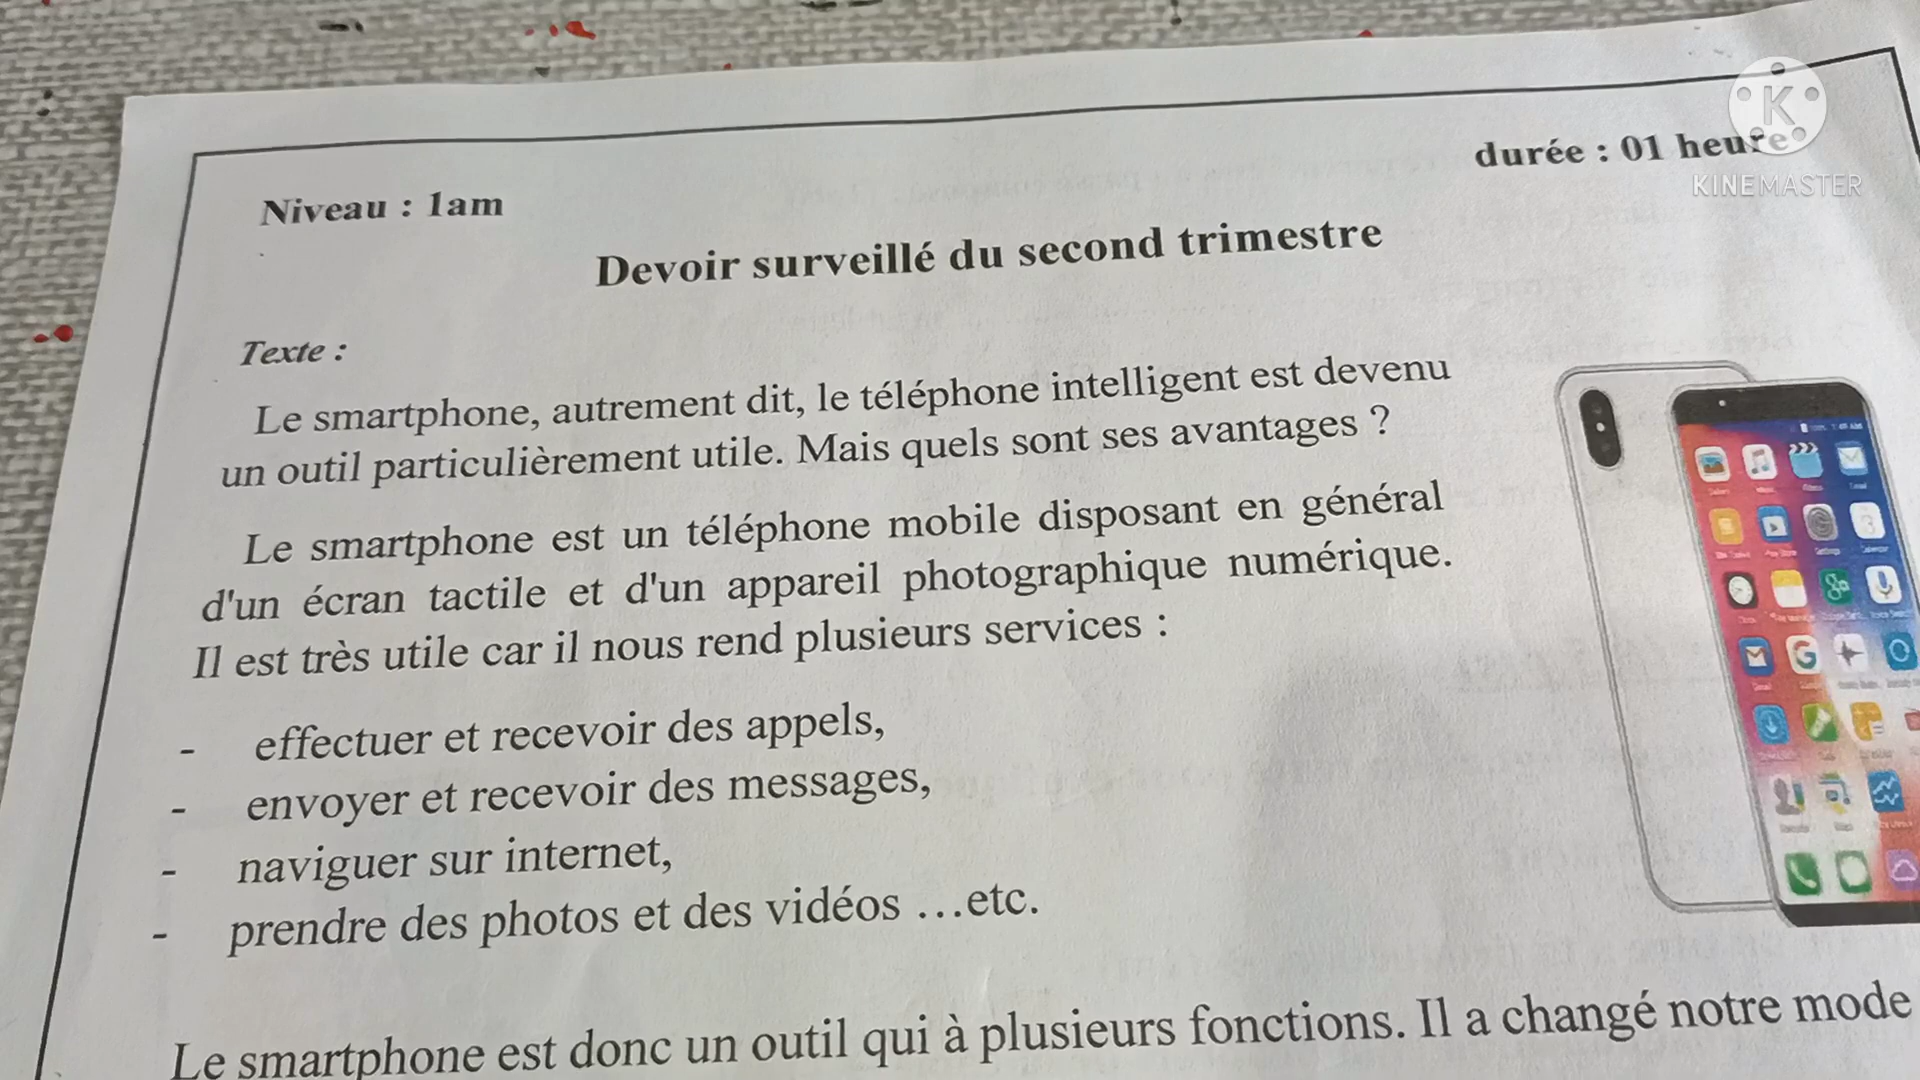 Niveau : 1am
durée : 01 heure
KINEMASTER
Devoir surveillé du second trimestre
Texte :
Le smartphone, autrement dit, le téléphone intelligent est devenu
un outil particulièrement utile. Mais quels sont ses avantages ?
Le smartphone est un téléphone mobile disposant en général
d'un écran tactile et d'un appareil photographique numérique.
Il est très utile car il nous rend plusieurs services :
- effectuer et recevoir des appels,
- envoyer et recevoir des messages,
- naviguer sur internet,
- prendre des photos et des vidéos ...etc.
Le smartphone est donc un outil qui à plusieurs fonctions. Il a changé notre mode